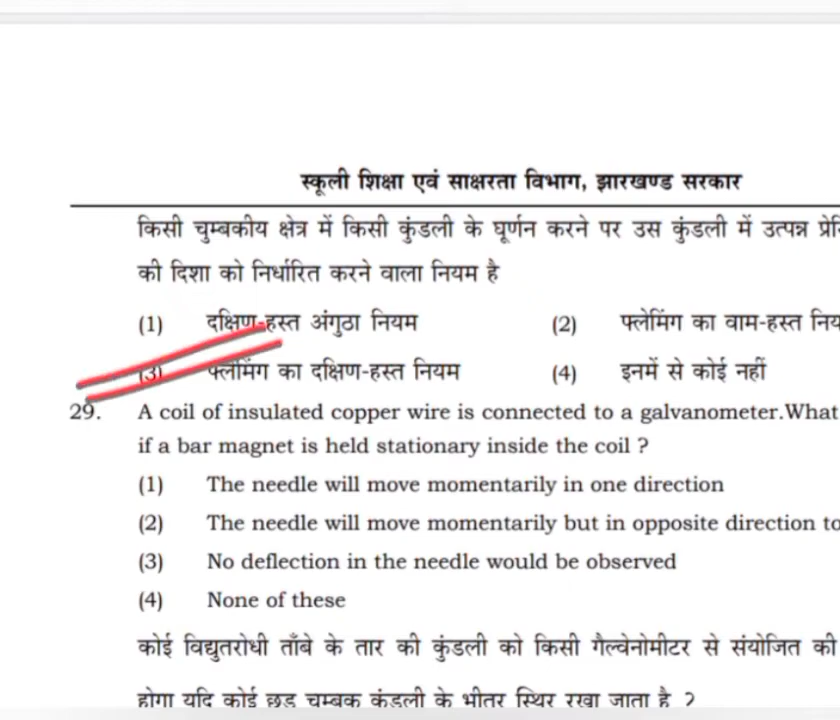 स्कूली शिक्षा एवं साक्षरता विभाग, झारखण्ड सरकार
किसी चुम्बकीय क्षेत्र में किसी कुंडली के घूर्णन करने पर उस कुंडली में उत्पन्न
की दिशा को निर्धारित करने वाला नियम है
(1) दक्षिण-हस्त अंगुठा नियम (2) फ्लेमिंग का वाम-हस्त
(3) फ्लेमिंग का दक्षिण-हस्त नियम (4) इनमें से कोई नहीं
29. A coil of insulated copper wire is connected to a galvanometer.What
if a bar magnet is held stationary inside the coil ?
(1) The needle will move momentarily in one direction
(2) The needle will move momentarily but in opposite direction to
(3) No deflection in the needle would be observed
(4) None of these
कोई विद्युतरोधी ताँबे के तार की कुंडली को किसी गैल्वेनोमीटर से संयोजित की
होगा यदि कोई छड़ चुम्बक कुंडली के भीतर स्थिर रखा जाता है ?